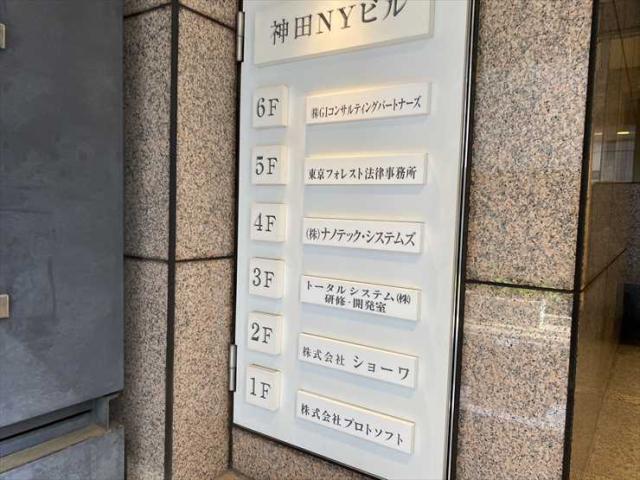 神田NYビル
6F ㈱GIコンサルティングパートナーズ
5F 東京フォレスト法律事務所
4F (株)ナノテック・システムズ
3F トータルシステム㈱
研修・開発室
2F 株式会社 ショーワ
1F 株式会社プロトソフト